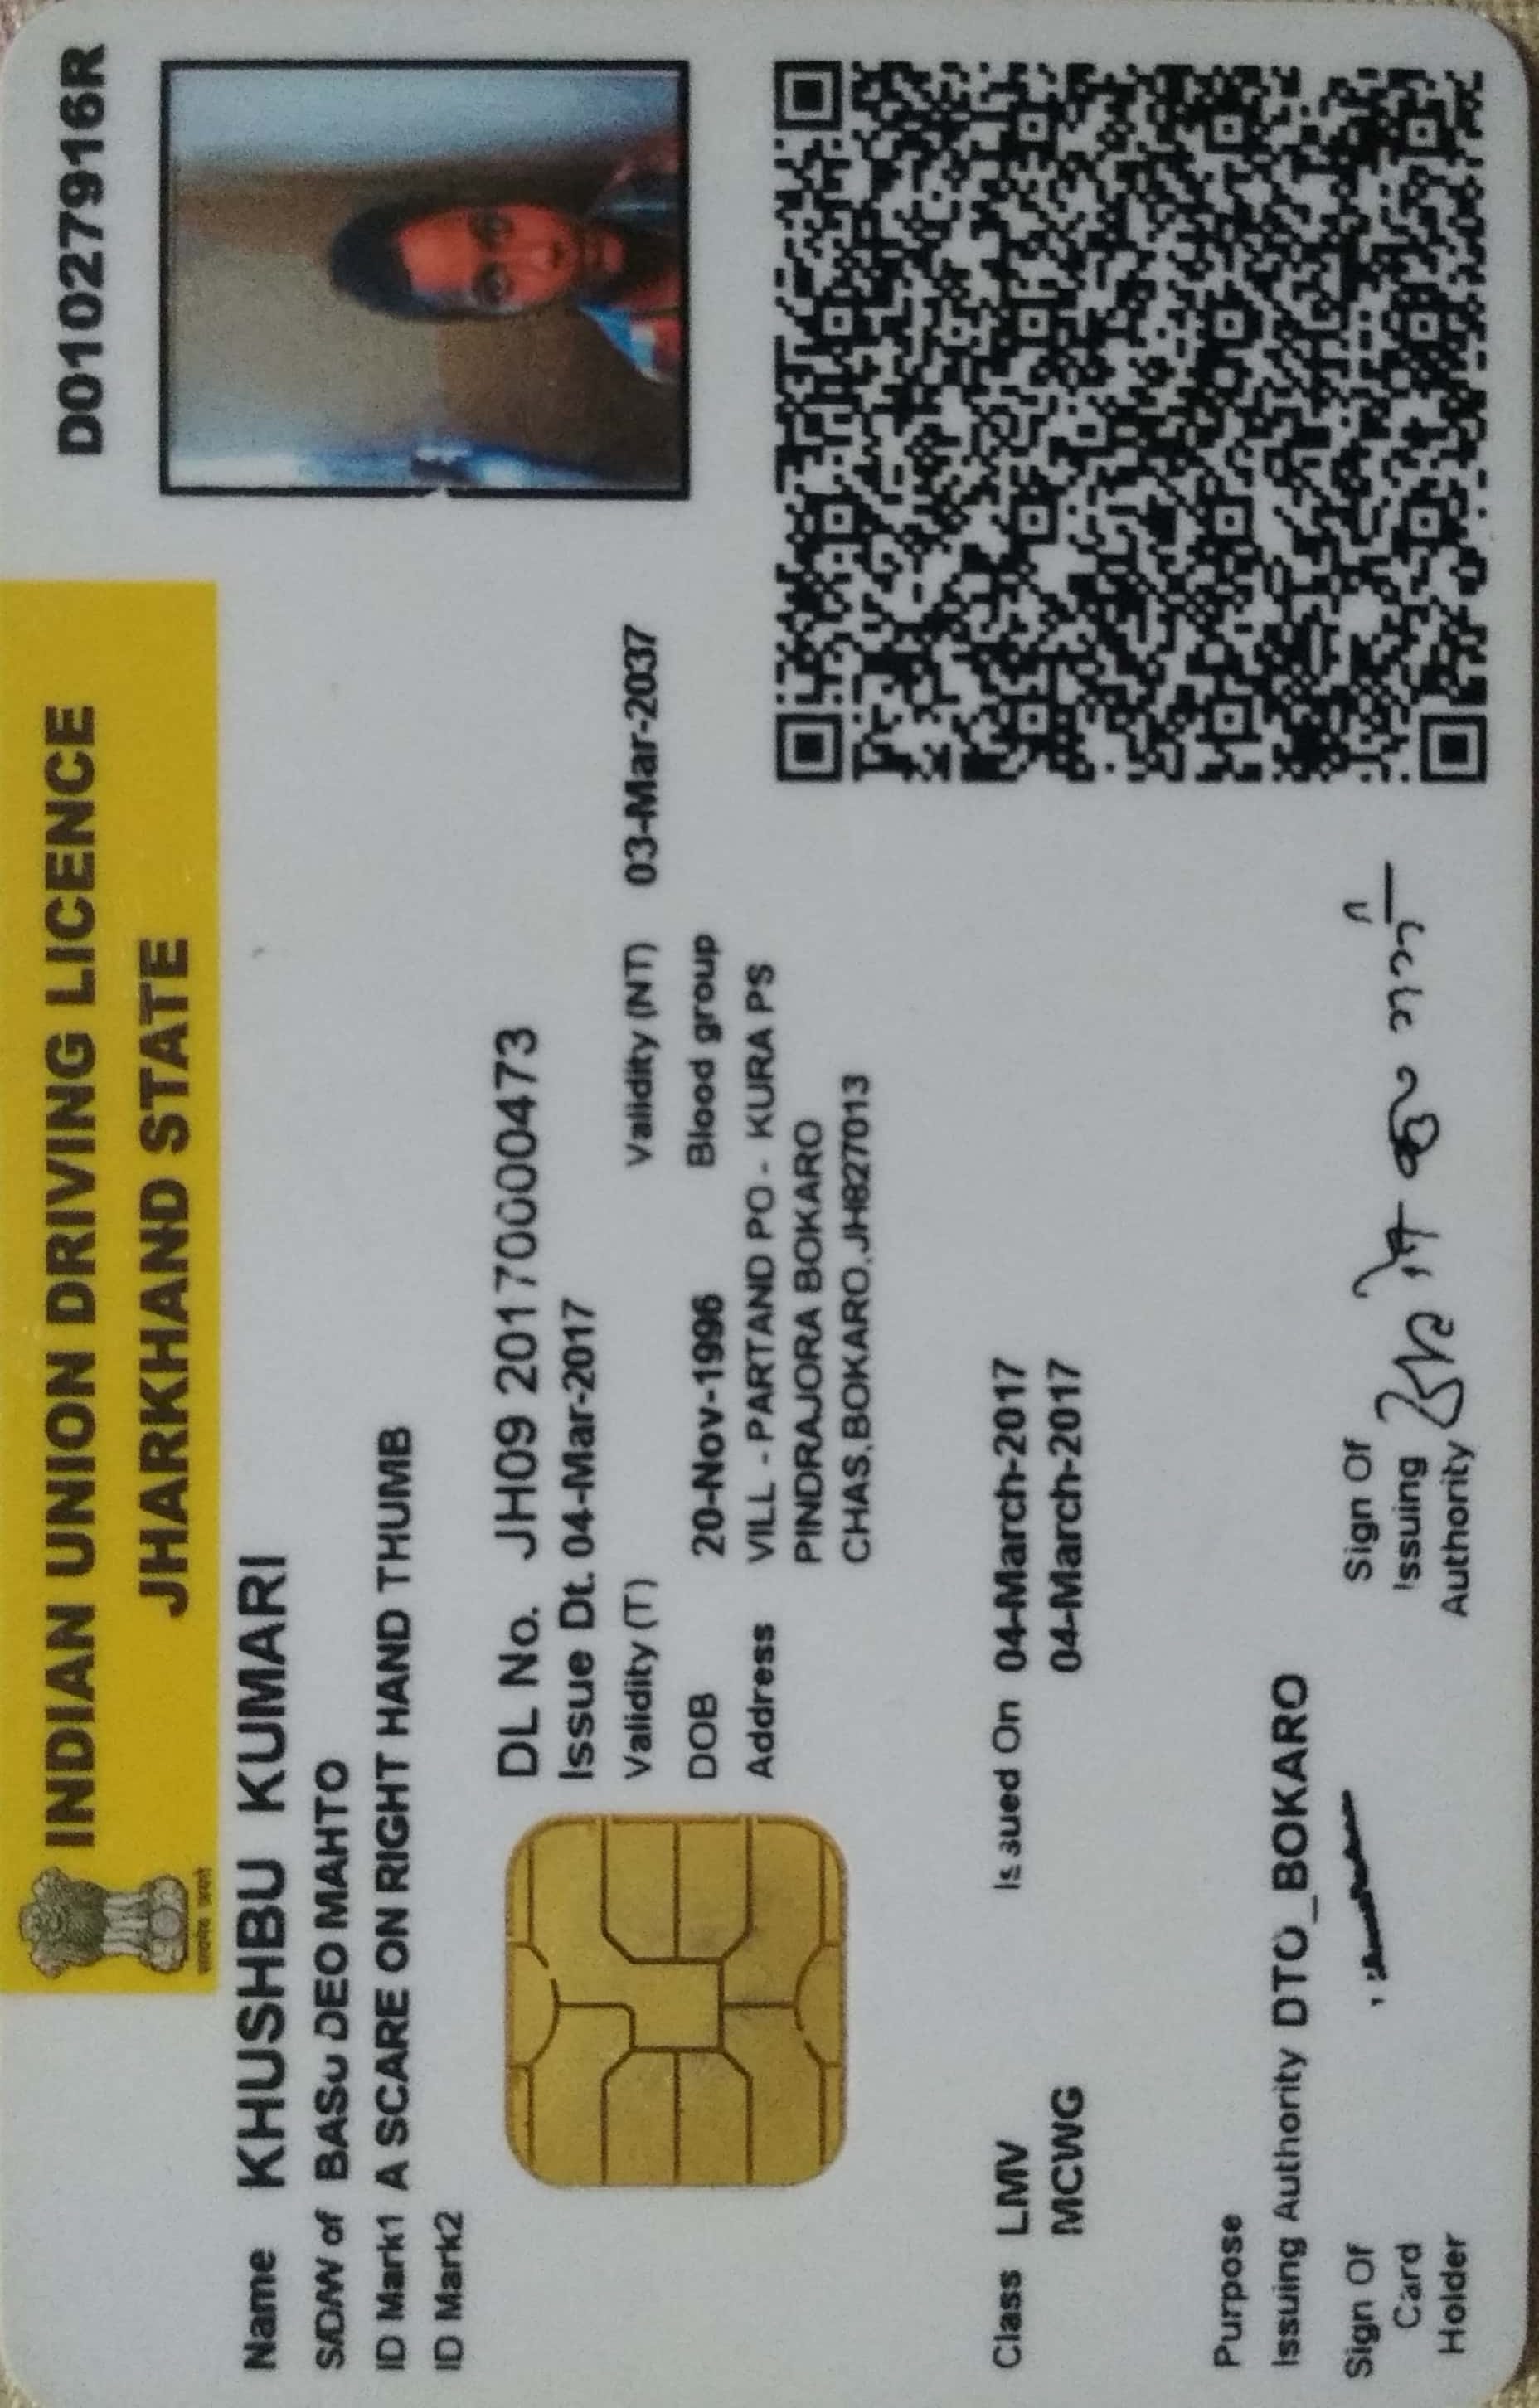 INDIAN UNION DRIVING LICENCE
JHARKHAND STATE
D01027916R
सत्यमेव जयते
Name KHUSHBU KUMARI
S/D/W of BASu DEO MAHTO
ID Mark1 A SCARE ON RIGHT HAND THUMB
ID Mark2
DL No. JH09 20170000473
Issue Dt. 04-Mar-2017
Validity (T) Validity (NT) 03-Mar-2037
DOB 20-Nov-1996 Blood group
Address VILL - PARTAND PO - KURA PS
PINDRAJORA BOKARO
CHAS,BOKARO,JH827013
Class LMV Issued On 04-March-2017
MCWG 04-March-2017
Purpose
Issuing Authority DTO_BOKARO
Sign Of
Card
Holder
Sign Of
Issuing
Authority